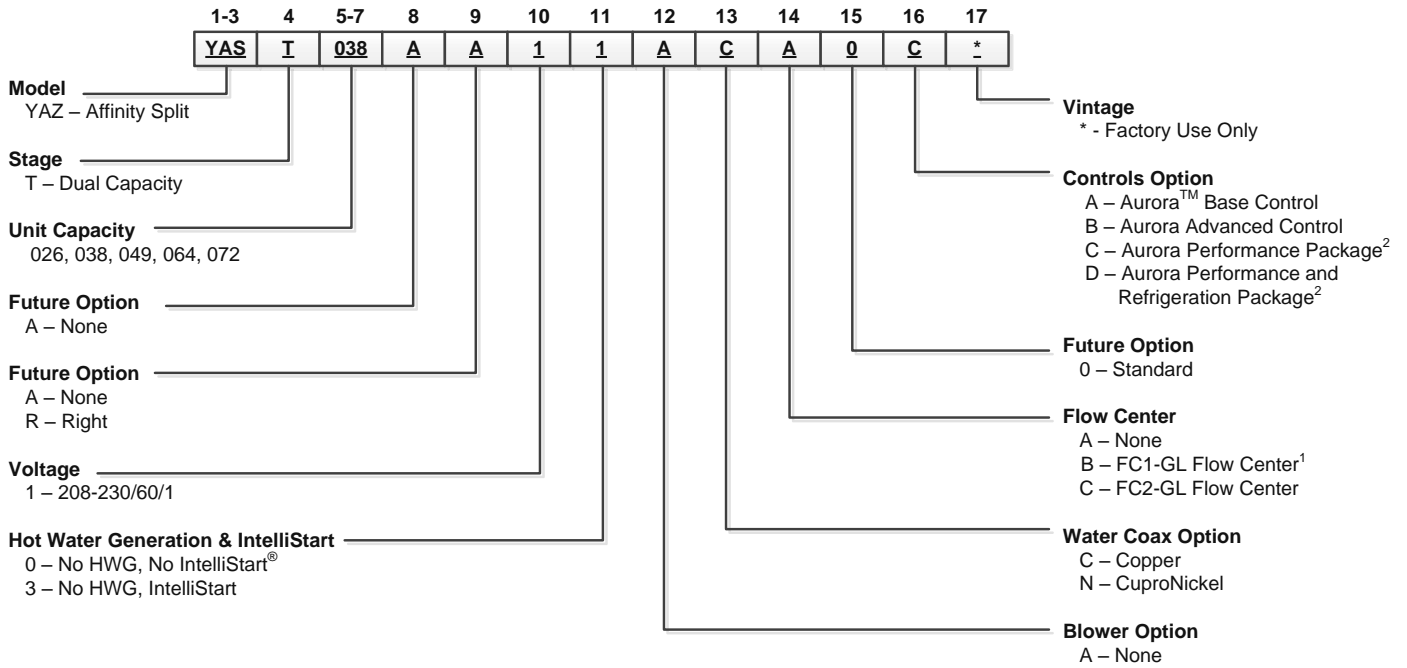 1-3 4 5-7 8 9 10 11 12 13 14 15 16 17
YAS T 038 A A 1 1 A C A 0 C *
Model
YAZ – Affinity Split
Stage
T – Dual Capacity
Unit Capacity
026, 038, 049, 064, 072
Future Option
A – None
Future Option
A – None
R – Right
Voltage
1 – 208-230/60/1
Hot Water Generation & IntelliStart
0 – No HWG, No IntelliStart®
3 – No HWG, IntelliStart
Vintage
* - Factory Use Only
Controls Option
A – Aurora™ Base Control
B – Aurora Advanced Control
C – Aurora Performance Package²
D – Aurora Performance and
Refrigeration Package²
Future Option
0 – Standard
Flow Center
A – None
B – FC1-GL Flow Center¹
C – FC2-GL Flow Center
Water Coax Option
C – Copper
N – CuproNickel
Blower Option
A – None